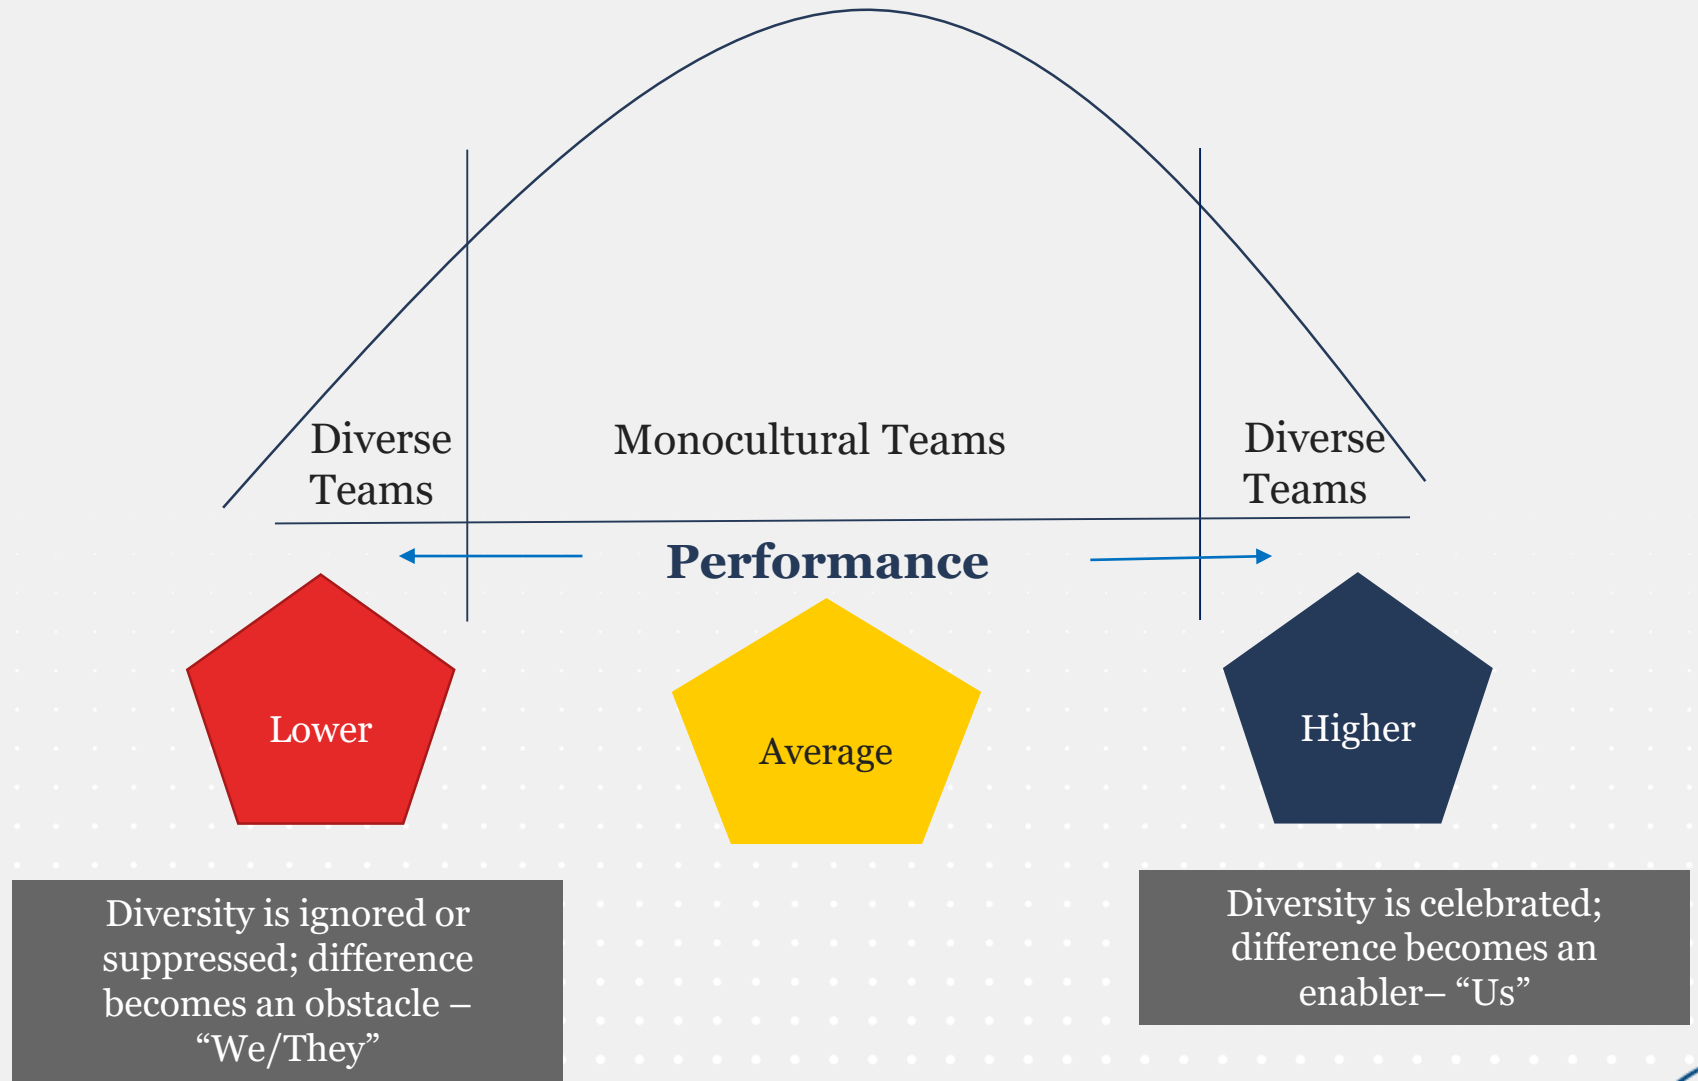 Diverse
Teams
Monocultural Teams
Diverse
Teams
Performance
Lower
Average
Higher
Diversity is ignored or
suppressed; difference
becomes an obstacle –
“We/They”
Diversity is celebrated;
difference becomes an
enabler– “Us”